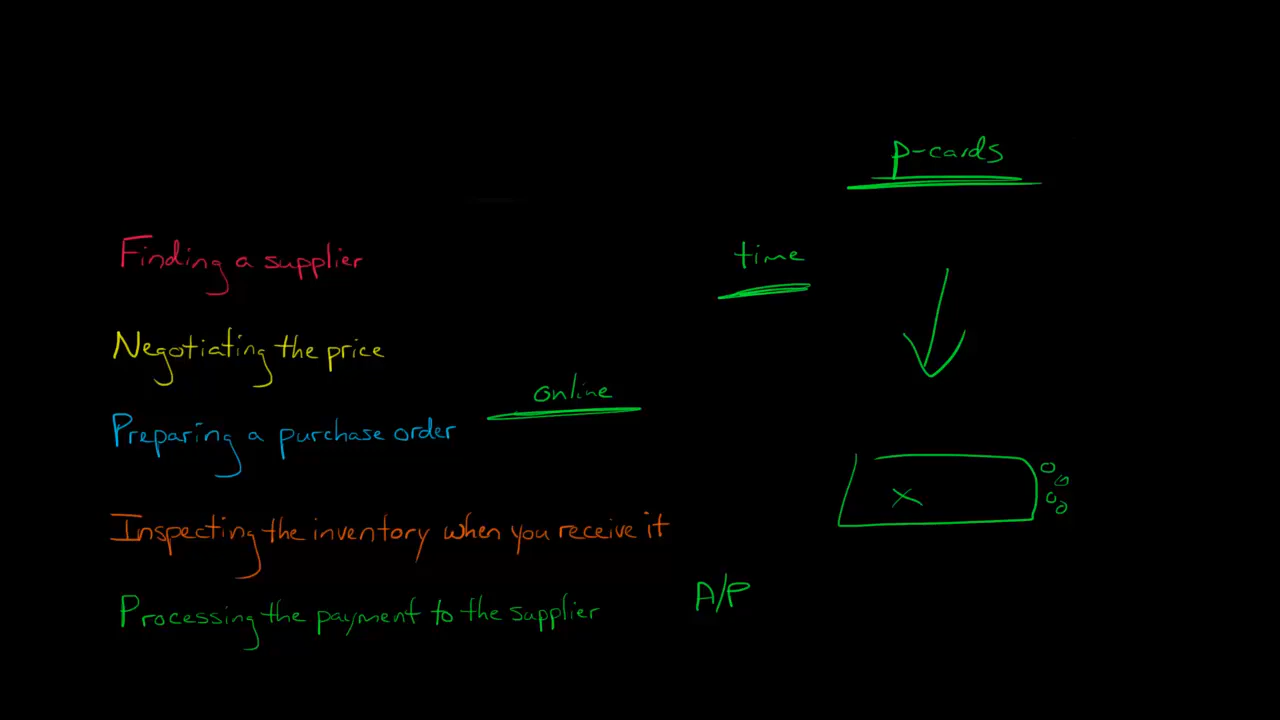 p-cards
Finding a supplier
time
Negotiating the price
online
Preparing a purchase order
Inspecting the inventory when you receive it
Processing the payment to the supplier
A/P